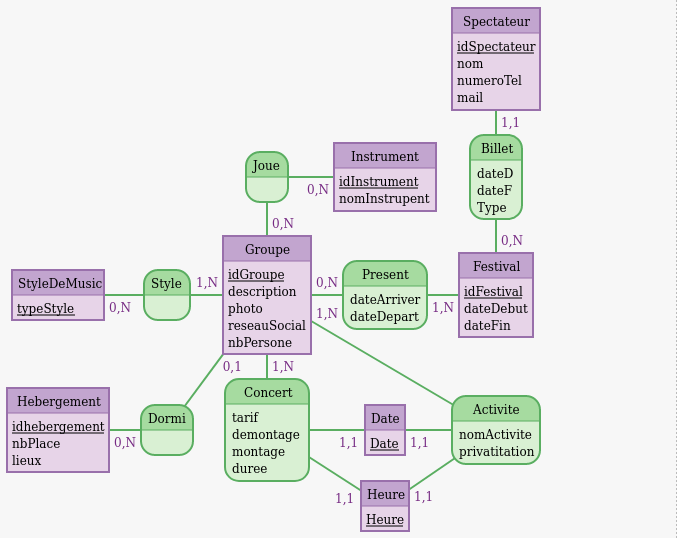 Spectateur
idSpectateur
nom
numeroTel
mail
1,1
Billet
dateD
dateF
Type
0,N
Joue
0,N
Instrument
idInstrument
nomInstrupent
0,N
Groupe
idGroupe
description
photo
reseauSocial
nbPersone
Festival
idFestival
dateDebut
dateFin
StyleDeMusic
typeStyle
0,N
Style
1,N
0,N
1,N
Present
dateArriver
dateDepart
1,N
0,1
1,N
Hebergement
idhebergement
nbPlace
lieux
0,N
Dormi
Concert
tarif
demontage
montage
duree
1,1
Date
Date
1,1
Activite
nomActivite
privatitation
1,1
Heure
Heure
1,1